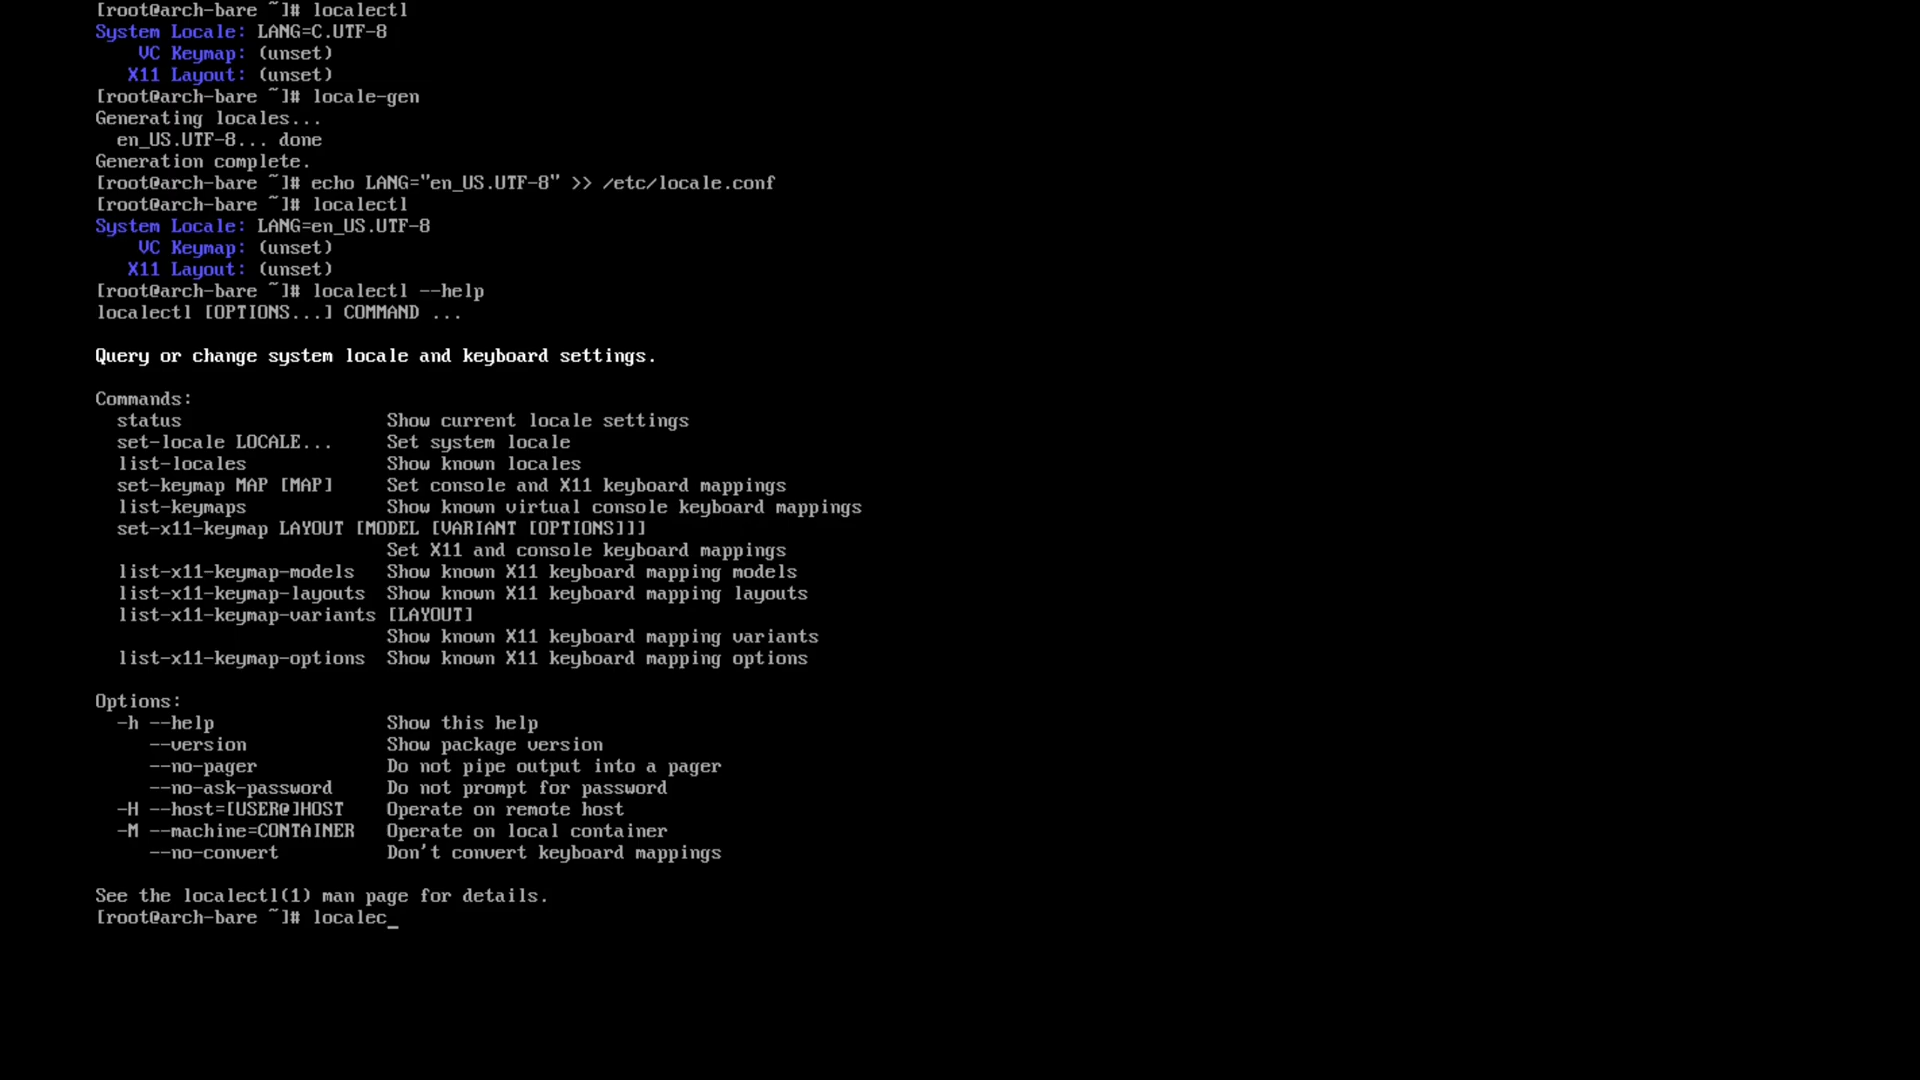 [root@arch-bare ~]# localectl
System Locale: LANG=C.UTF-8
    VC Keymap: (unset)
   X11 Layout: (unset)
[root@arch-bare ~]# locale-gen
Generating locales...
  en_US.UTF-8... done
Generation complete.
[root@arch-bare ~]# echo LANG="en_US.UTF-8" >> /etc/locale.conf
[root@arch-bare ~]# localectl
System Locale: LANG=en_US.UTF-8
    VC Keymap: (unset)
   X11 Layout: (unset)
[root@arch-bare ~]# localectl --help
localectl [OPTIONS...] COMMAND ...

Query or change system locale and keyboard settings.

Commands:
  status                   Show current locale settings
  set-locale LOCALE...     Set system locale
  list-locales             Show known locales
  set-keymap MAP [MAP]     Set console and X11 keyboard mappings
  list-keymaps             Show known virtual console keyboard mappings
  set-x11-keymap LAYOUT [MODEL [VARIANT [OPTIONS]]]
                           Set X11 and console keyboard mappings
  list-x11-keymap-models   Show known X11 keyboard mapping models
  list-x11-keymap-layouts  Show known X11 keyboard mapping layouts
  list-x11-keymap-variants [LAYOUT]
                           Show known X11 keyboard mapping variants
  list-x11-keymap-options  Show known X11 keyboard mapping options

Options:
  -h --help                Show this help
     --version             Show package version
     --no-pager            Do not pipe output into a pager
     --no-ask-password     Do not prompt for password
  -H --host=[USER@]HOST    Operate on remote host
  -M --machine=CONTAINER   Operate on local container
     --no-convert          Don't convert keyboard mappings

See the localectl(1) man page for details.
[root@arch-bare ~]# localec_